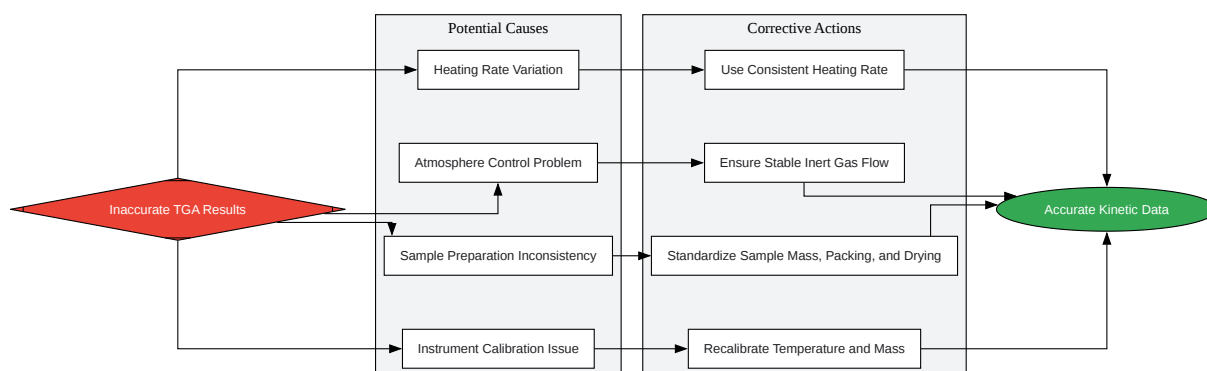 Potential Causes
Corrective Actions
Heating Rate Variation
Use Consistent Heating Rate
Atmosphere Control Problem
Ensure Stable Inert Gas Flow
Inaccurate TGA Results
Accurate Kinetic Data
Sample Preparation Inconsistency
Standardize Sample Mass, Packing, and Drying
Instrument Calibration Issue
Recalibrate Temperature and Mass